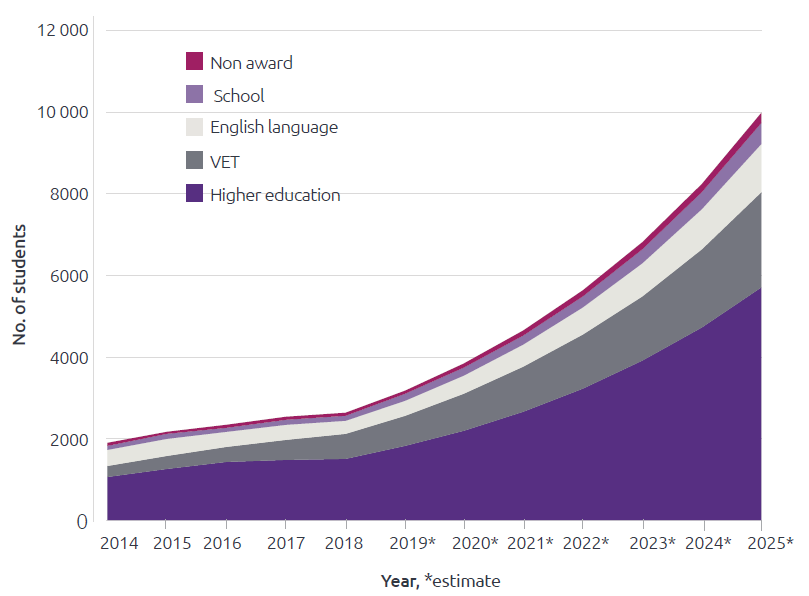 12 000
10 000
8000
6000
4000
2000
0
No. of students
Non award
School
English language
VET
Higher education
2014 2015 2016 2017 2018 2019* 2020* 2021* 2022* 2023* 2024* 2025*
Year, *estimate